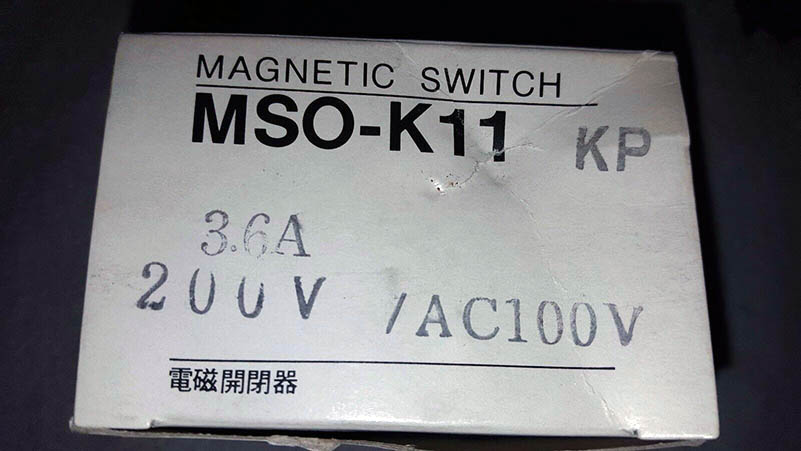 MAGNETIC SWITCH
MSO-K11 KP
3.6A
200V /AC100V
電磁開閉器